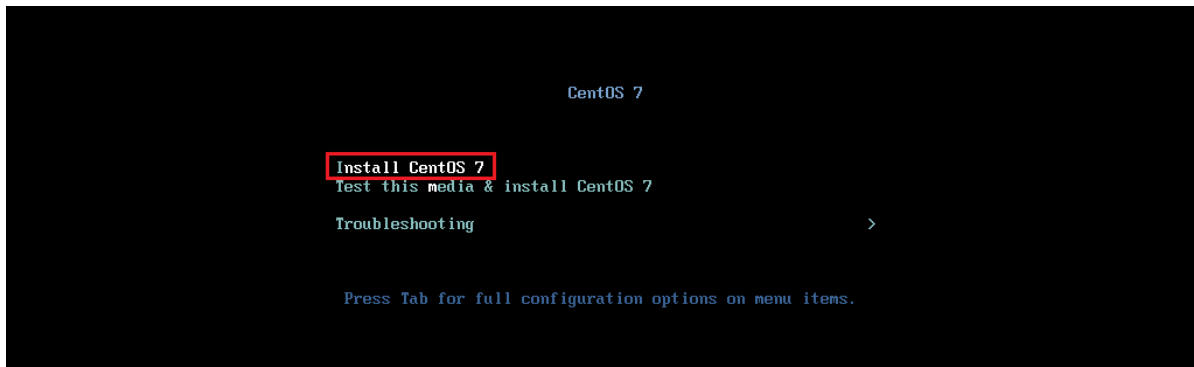 CentOS 7
Install CentOS 7
Test this media & install CentOS 7
Troubleshooting >
Press Tab for full configuration options on menu items.